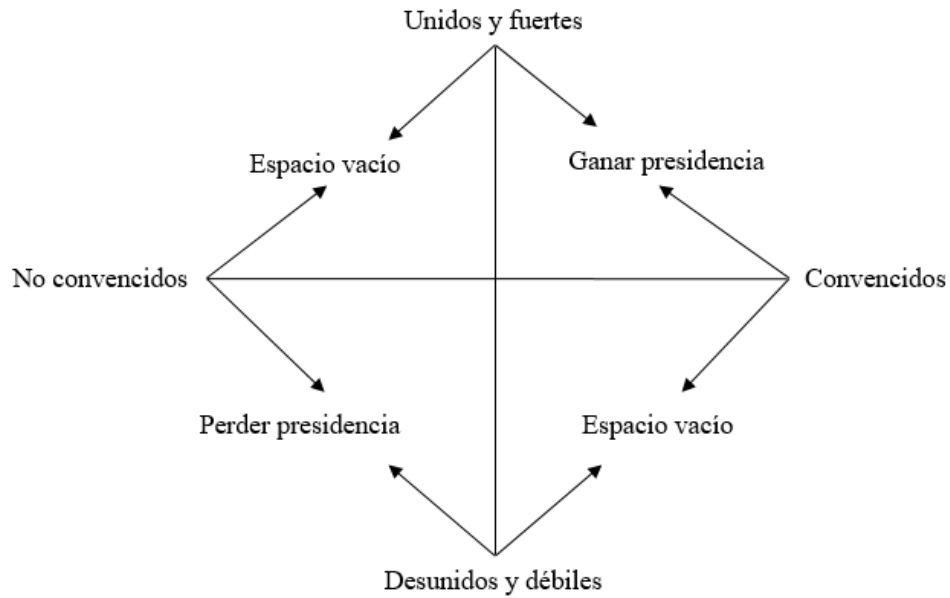 Unidos y fuertes
Espacio vacío
Ganar presidencia
No convencidos
Convencidos
Perder presidencia
Espacio vacío
Desunidos y débiles